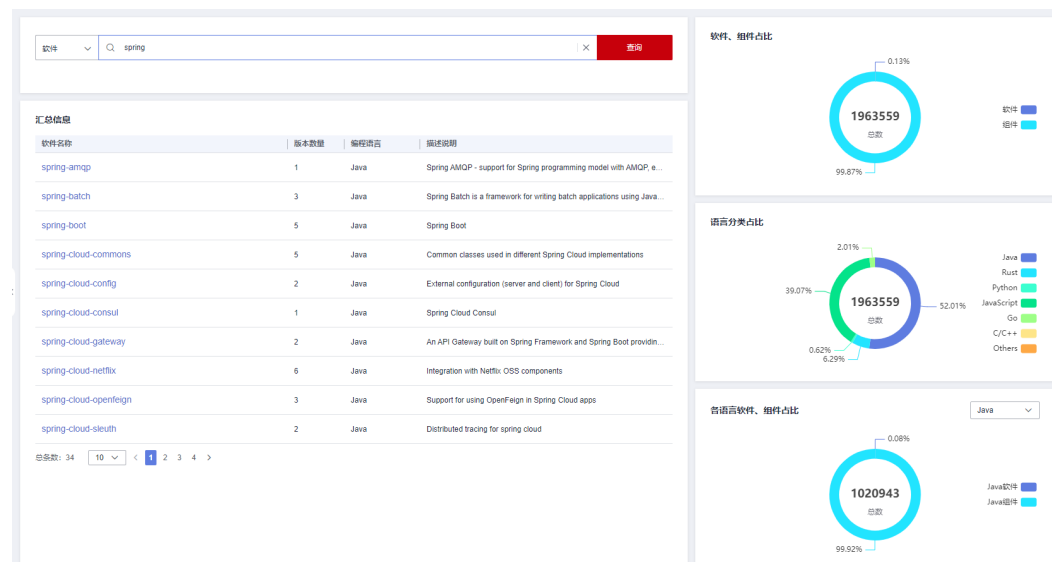 软件 spring 查询
汇总信息
软件名称 版本数量 编程语言 描述说明
spring-amqp 1 Java Spring AMQP - support for Spring programming model with AMQP, e...
spring-batch 3 Java Spring Batch is a framework for writing batch applications using Java...
spring-boot 5 Java Spring Boot
spring-cloud-commons 5 Java Common classes used in different Spring Cloud implementations
spring-cloud-config 2 Java External configuration (server and client) for Spring Cloud
spring-cloud-consul 1 Java Spring Cloud Consul
spring-cloud-gateway 2 Java An API Gateway built on Spring Framework and Spring Boot providin...
spring-cloud-netflix 6 Java Integration with Netflix OSS components
spring-cloud-openfeign 3 Java Support for using OpenFeign in Spring Cloud apps
spring-cloud-sleuth 2 Java Distributed tracing for spring cloud
总条数: 34 10 < 1 2 3 4 >
软件、组件占比
0.13%
1963559
总数
99.87%
软件
组件
语言分类占比
2.01%
39.07%
1963559
总数
52.01%
0.62%
6.29%
Java
Rust
Python
JavaScript
Go
C/C++
Others
各语言软件、组件占比 Java
0.08%
1020943
总数
99.92%
Java软件
Java组件